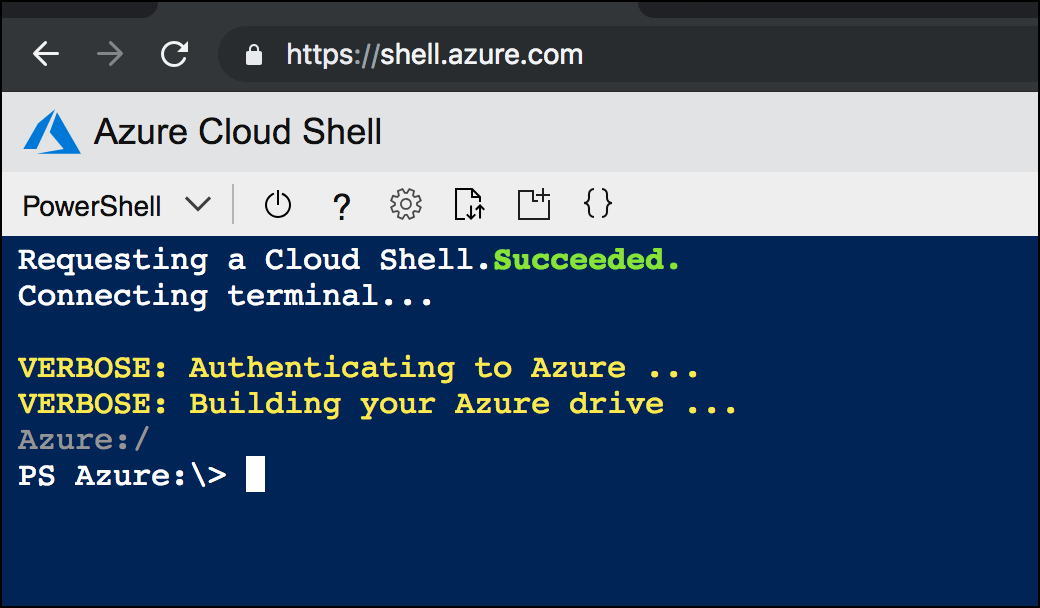 https://shell.azure.com
Azure Cloud Shell
PowerShell
?
{}
Requesting a Cloud Shell.Succeeded.
Connecting terminal...
VERBOSE: Authenticating to Azure ...
VERBOSE: Building your Azure drive ...
Azure:/
PS Azure:\>